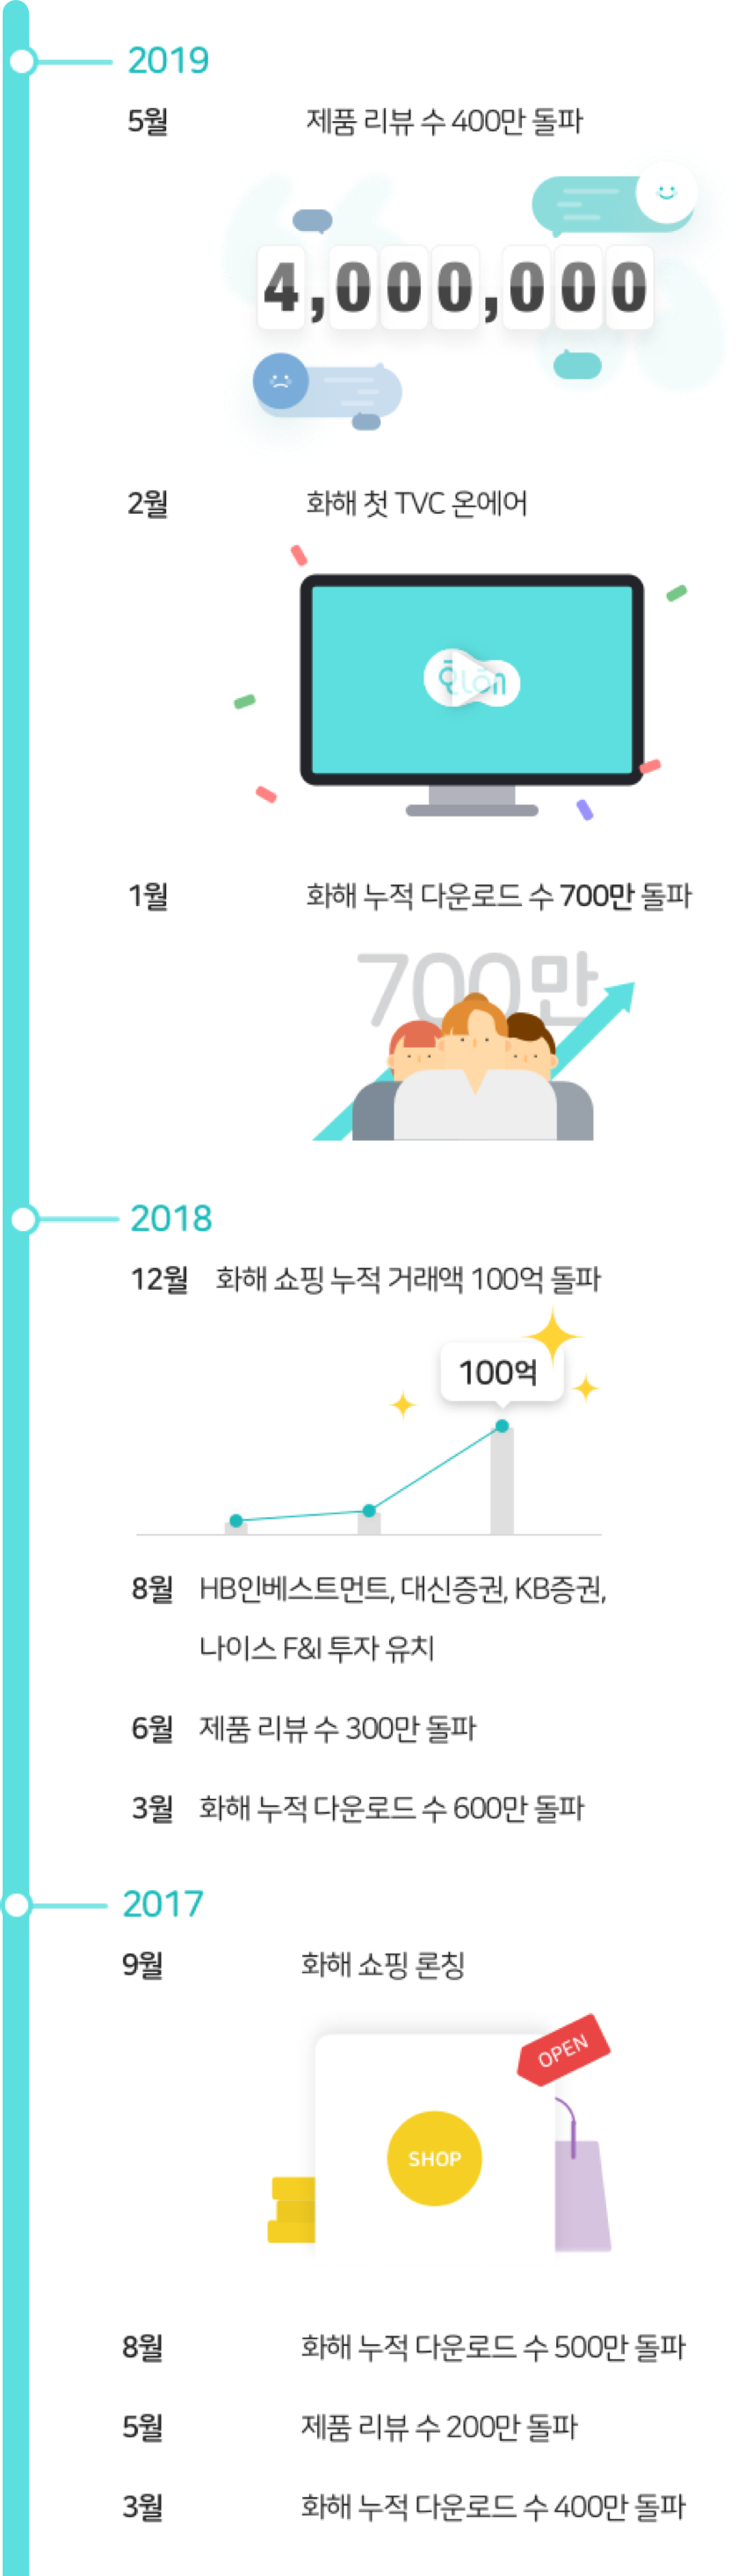 2019
5월 제품 리뷰 수 400만 돌파
4,000,000
2월 화해 첫 TVC 온에어
1월 화해 누적 다운로드 수 700만 돌파
700만
2018
12월 화해 쇼핑 누적 거래액 100억 돌파
100억
8월 HB인베스트먼트, 대신증권, KB증권,
나이스 F&I 투자 유치
6월 제품 리뷰 수 300만 돌파
3월 화해 누적 다운로드 수 600만 돌파
2017
9월 화해 쇼핑 론칭
OPEN
SHOP
8월 화해 누적 다운로드 수 500만 돌파
5월 제품 리뷰 수 200만 돌파
3월 화해 누적 다운로드 수 400만 돌파